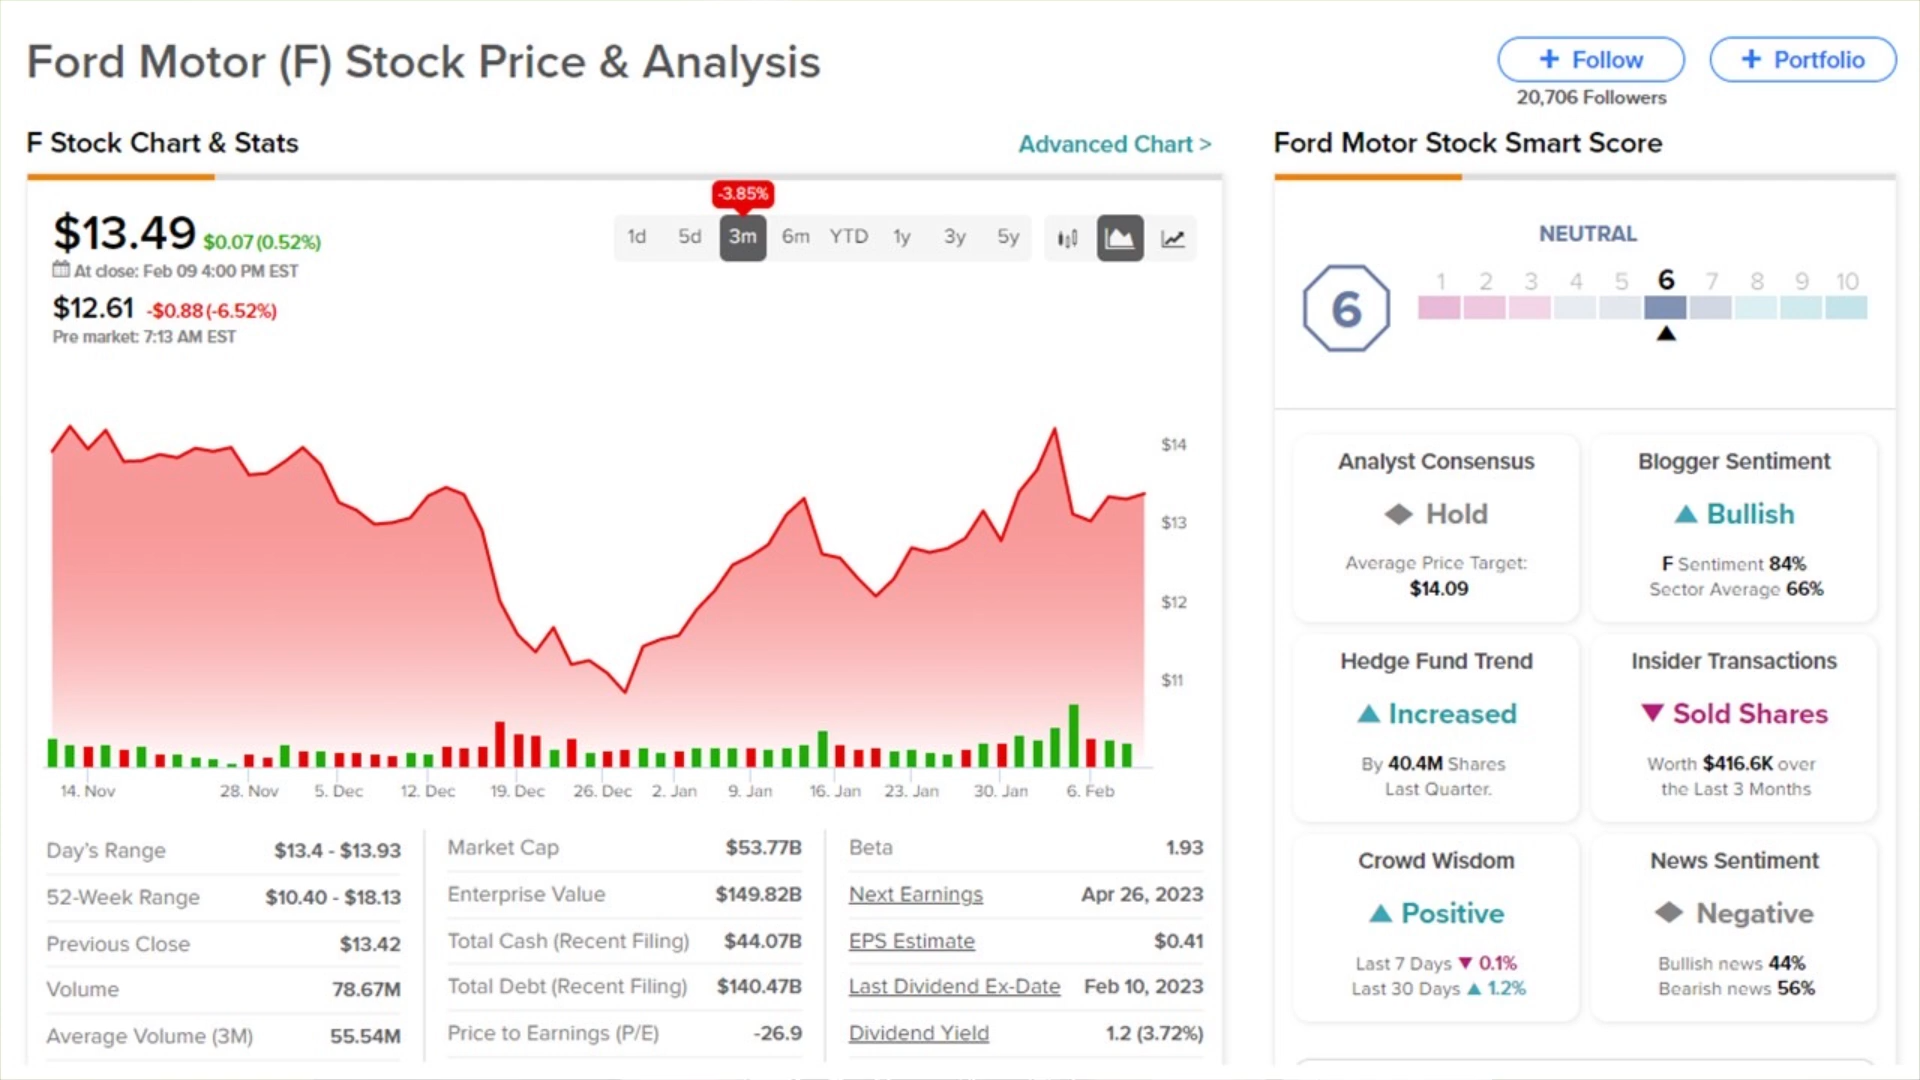 Ford Motor (F) Stock Price & Analysis
+ Follow
+ Portfolio
20,706 Followers
F Stock Chart & Stats
Advanced Chart >
-3.85%
$13.49 $0.07 (0.52%)
At close: Feb 09 4:00 PM EST
$12.61 -$0.88 (-6.52%)
Pre market: 7:13 AM EST
1d 5d 3m 6m YTD 1y 3y 5y
$14
$13
$12
$11
14. Nov 28. Nov 5. Dec 12. Dec 19. Dec 26. Dec 2. Jan 9. Jan 16. Jan 23. Jan 30. Jan 6. Feb
Day's Range $13.4 - $13.93
52-Week Range $10.40 - $18.13
Previous Close $13.42
Volume 78.67M
Average Volume (3M) 55.54M
Market Cap $53.77B
Enterprise Value $149.82B
Total Cash (Recent Filing) $44.07B
Total Debt (Recent Filing) $140.47B
Price to Earnings (P/E) -26.9
Beta 1.93
Next Earnings Apr 26, 2023
EPS Estimate $0.41
Last Dividend Ex-Date Feb 10, 2023
Dividend Yield 1.2 (3.72%)
Ford Motor Stock Smart Score
NEUTRAL
6
1 2 3 4 5 6 7 8 9 10
Analyst Consensus
Hold
Average Price Target:
$14.09
Blogger Sentiment
Bullish
F Sentiment 84%
Sector Average 66%
Hedge Fund Trend
Increased
By 40.4M Shares
Last Quarter.
Insider Transactions
Sold Shares
Worth $416.6K over
the Last 3 Months
Crowd Wisdom
Positive
Last 7 Days ▼ 0.1%
Last 30 Days ▲ 1.2%
News Sentiment
Negative
Bullish news 44%
Bearish news 56%